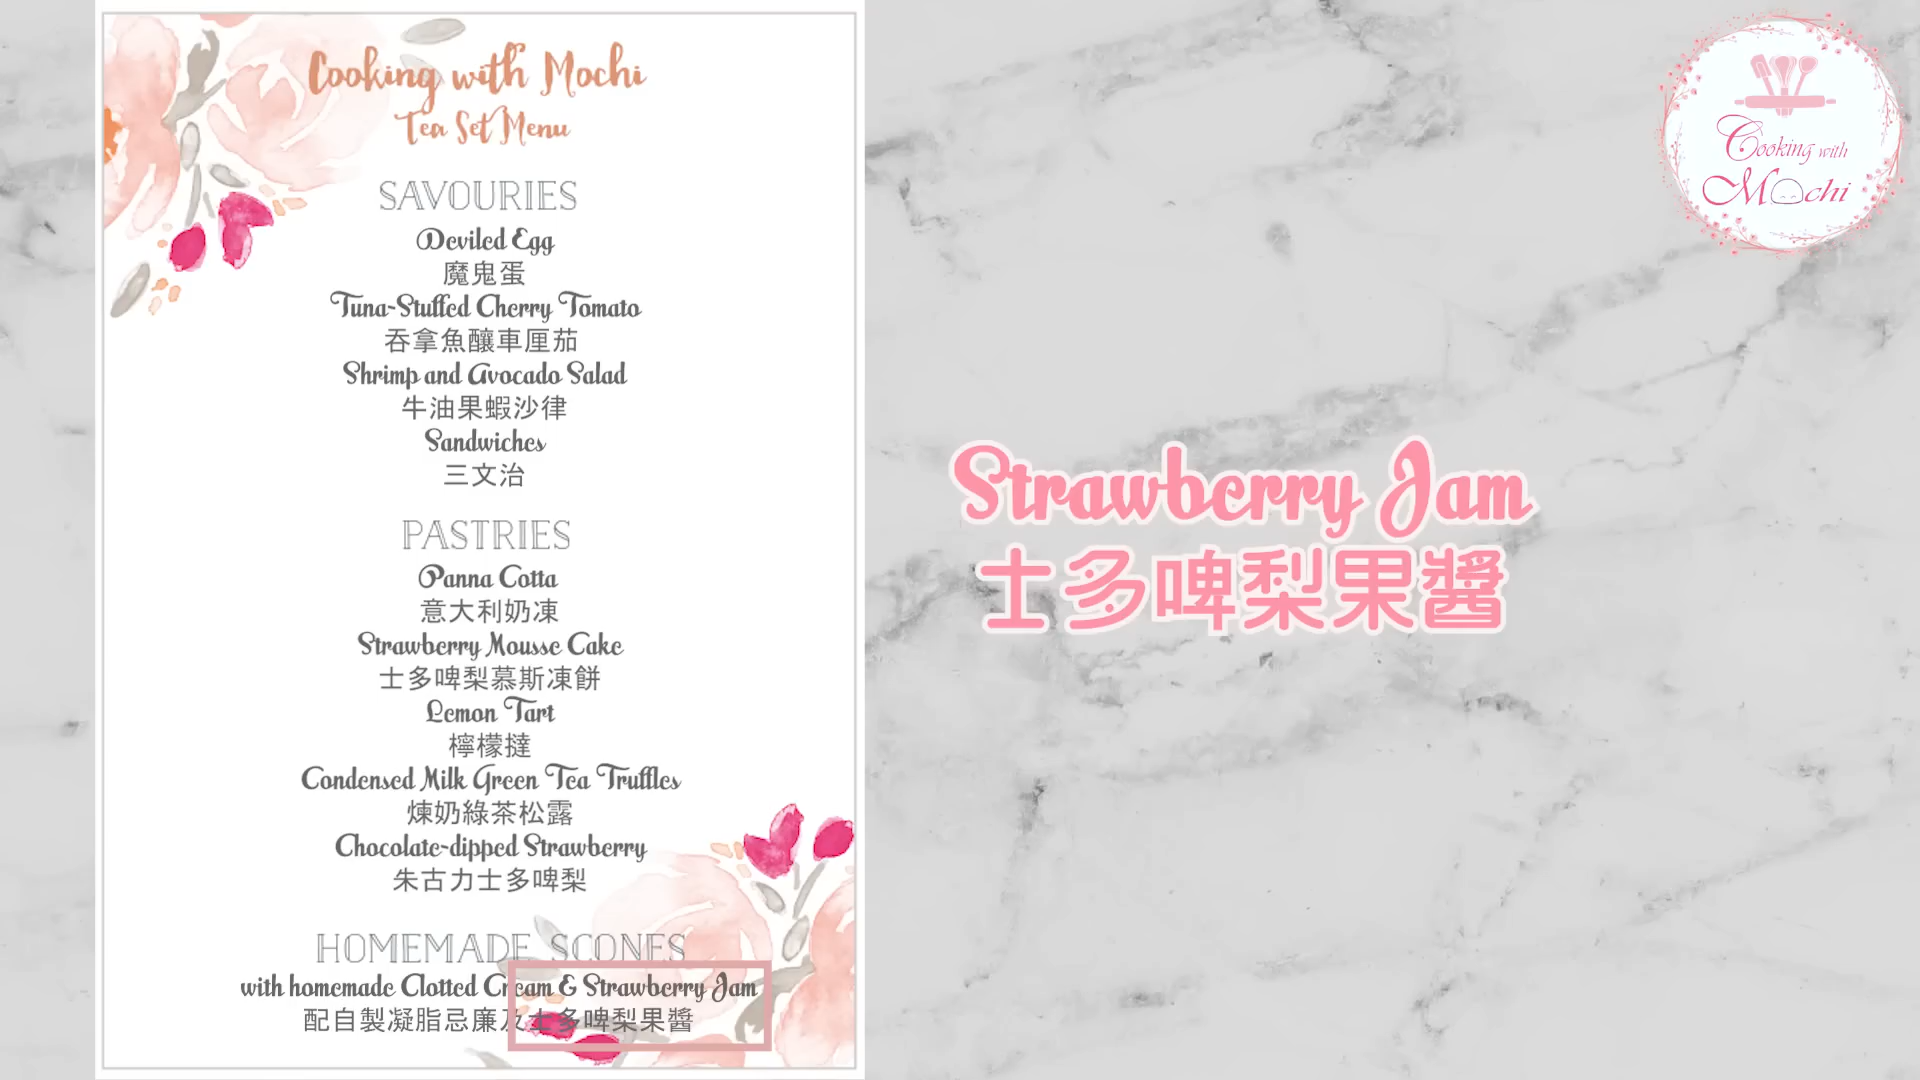 Cooking with Mochi
Tea Set Menu
SAVOURIES
Deviled Egg
魔鬼蛋
Tuna-Stuffed Cherry Tomato
吞拿魚釀車厘茄
Shrimp and Avocado Salad
牛油果蝦沙律
Sandwiches
三文治
PASTRIES
Panna Cotta
意大利奶凍
Strawberry Mousse Cake
士多啤梨慕斯凍餅
Lemon Tart
檸檬撻
Condensed Milk Green Tea Truffles
煉奶綠茶松露
Chocolate-dipped Strawberry
朱古力士多啤梨
HOMEMADE SCONES
with homemade Clotted Cream & Strawberry Jam
配自製凝脂忌廉及士多啤梨果醬
Strawberry Jam
士多啤梨果醬
Cooking with
Mochi